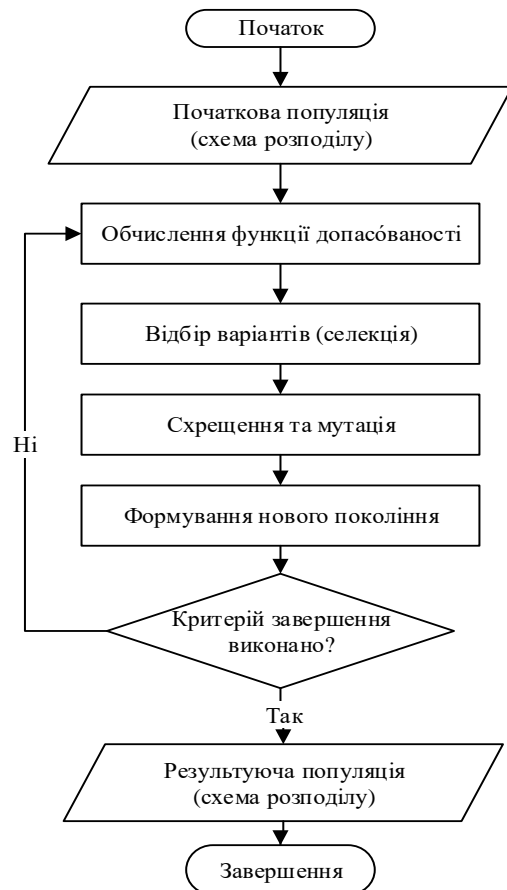 Початок
Початкова популяція
(схема розподілу)
Обчислення функції допасо́ваності
Відбір варіантів (селекція)
Схрещення та мутація
Ні
Формування нового покоління
Критерій завершення
виконано?
Так
Результуюча популяція
(схема розподілу)
Завершення